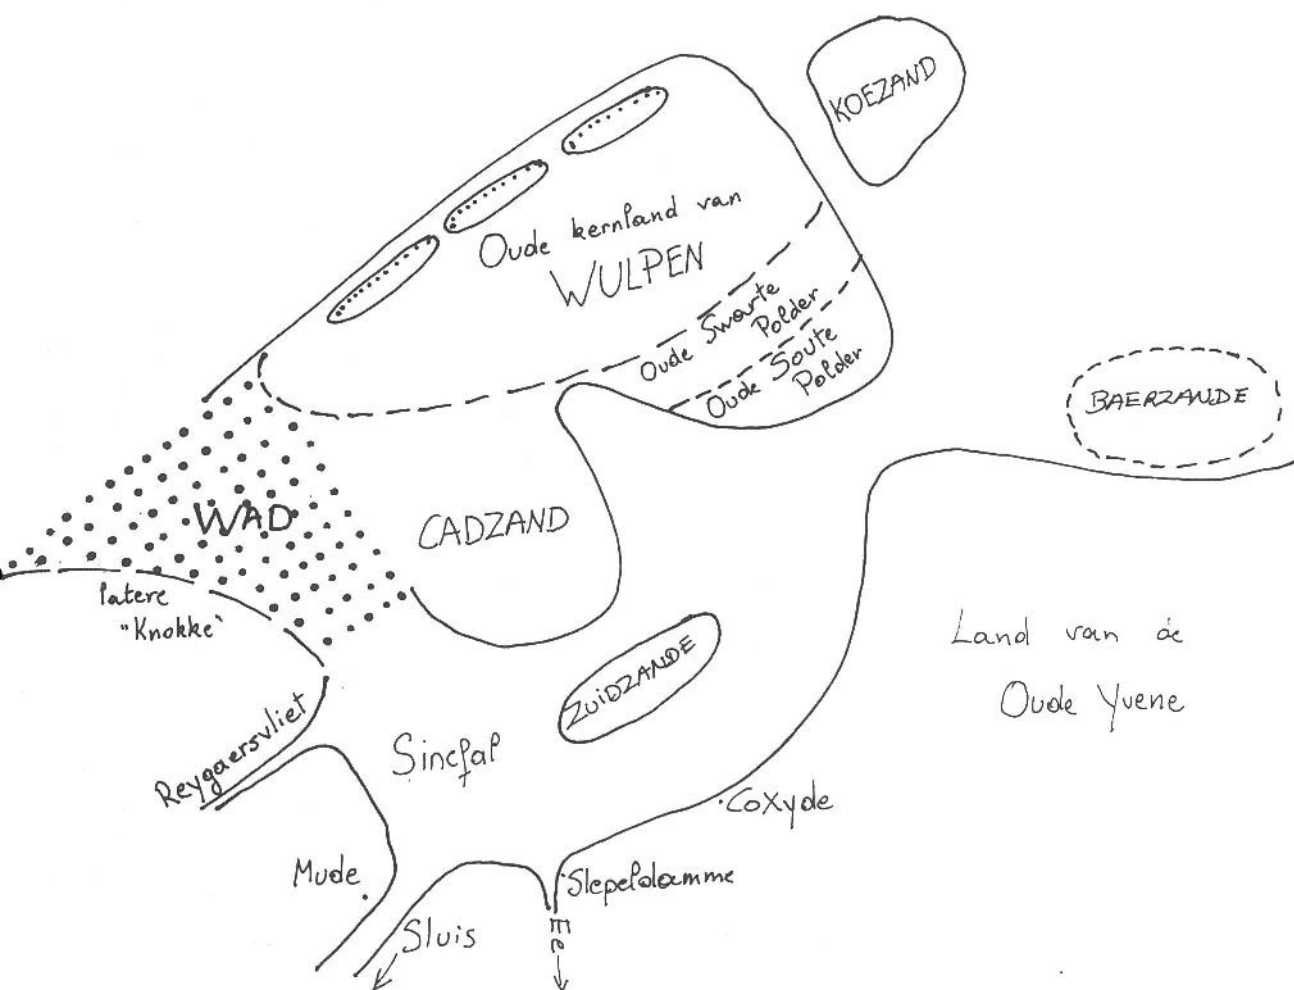 KOEZAND
Oude kernland van
WULPEN
Oude Swarte
Polder
Oude Soute
Polder
BAERZANDE
WAD
CADZAND
latere
"Knokke"
Land van de
Oude Yvene
ZUIDZANDE
Reygaersvliet
Sincfal
Coxyde
Mude
Slepeldamme
Sluis
Ee